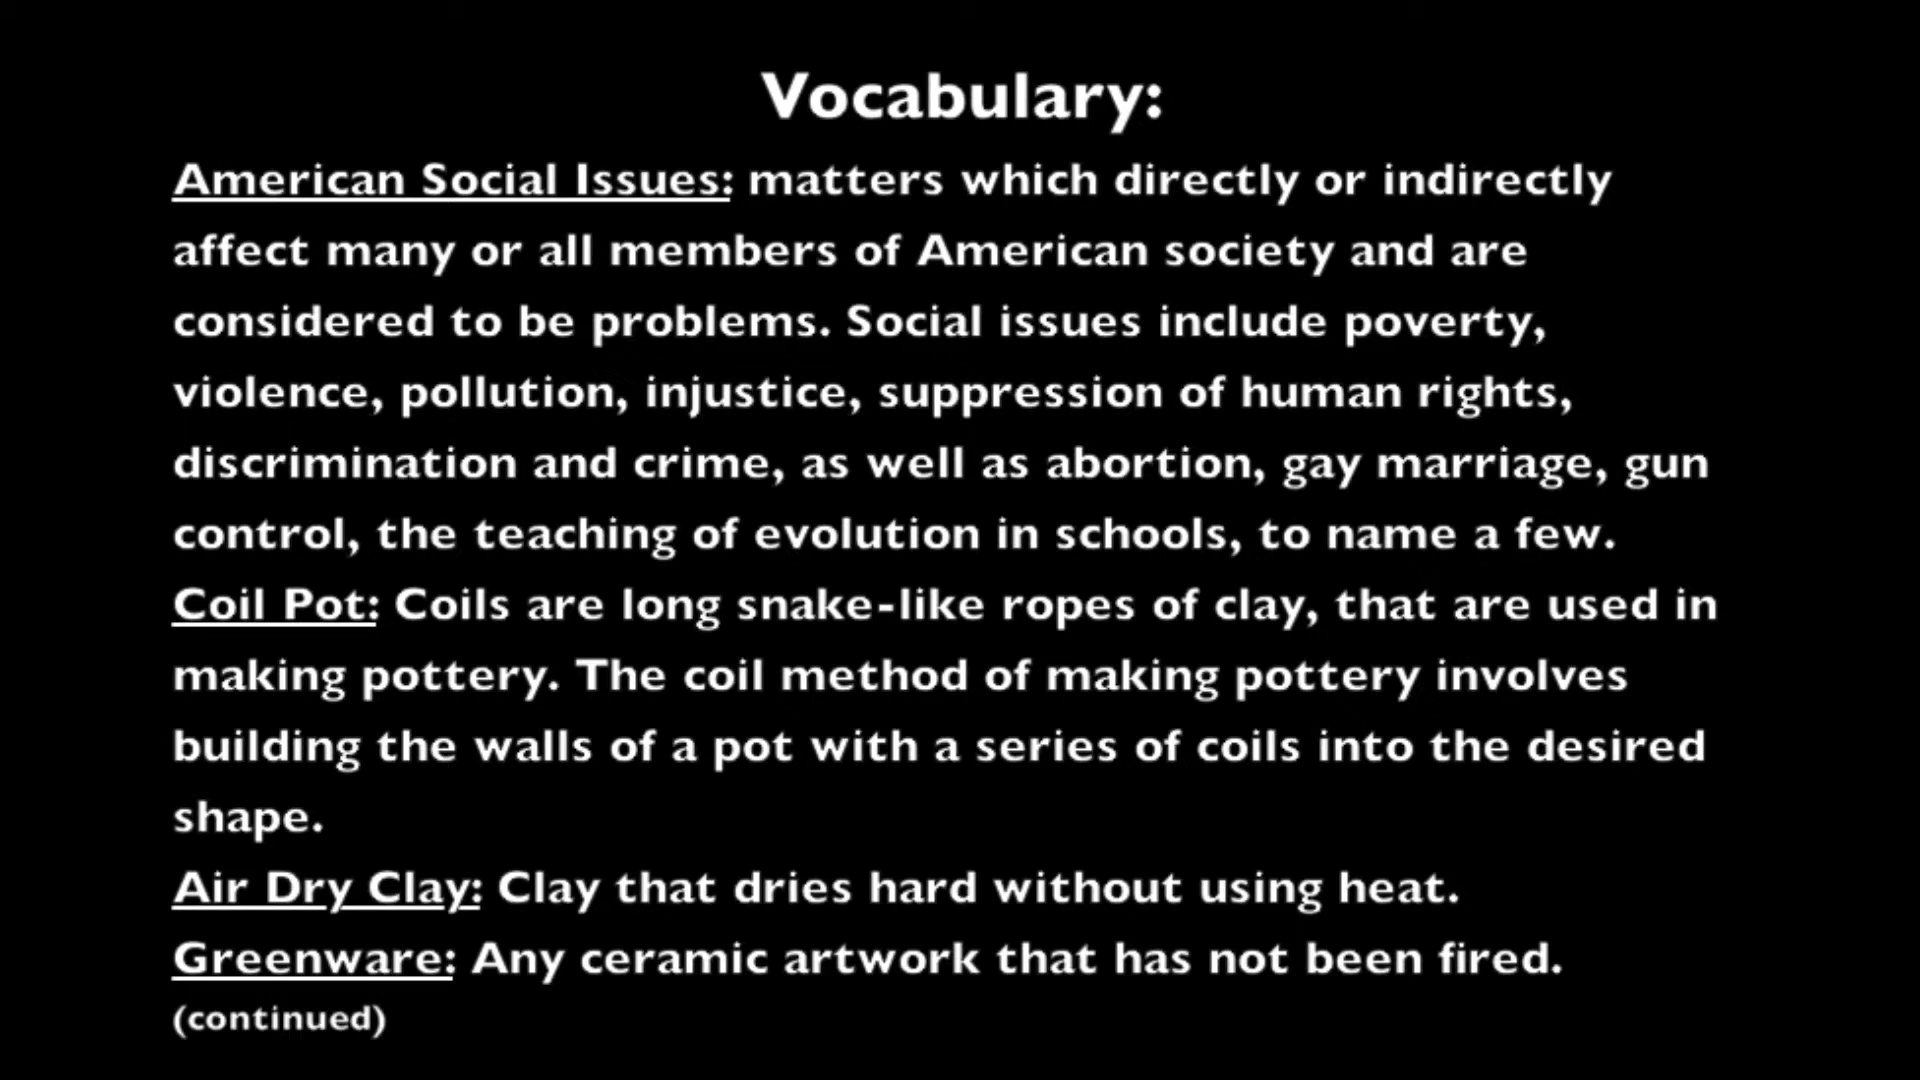 Vocabulary:
American Social Issues: matters which directly or indirectly
affect many or all members of American society and are
considered to be problems. Social issues include poverty,
violence, pollution, injustice, suppression of human rights,
discrimination and crime, as well as abortion, gay marriage, gun
control, the teaching of evolution in schools, to name a few.
Coil Pot: Coils are long snake-like ropes of clay, that are used in
making pottery. The coil method of making pottery involves
building the walls of a pot with a series of coils into the desired
shape.
Air Dry Clay: Clay that dries hard without using heat.
Greenware: Any ceramic artwork that has not been fired.
(continued)